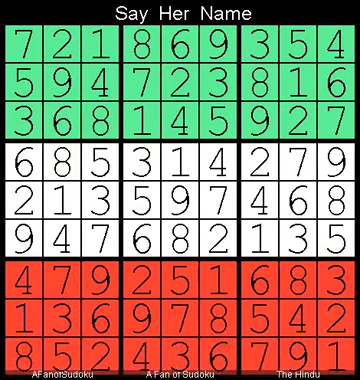 Say Her Name
7 2 1 8 6 9 3 5 4
5 9 4 7 2 3 8 1 6
3 6 8 1 4 5 9 2 7
6 8 5 3 1 4 2 7 9
2 1 3 5 9 7 4 6 8
9 4 7 6 8 2 1 3 5
4 7 9 2 5 1 6 8 3
1 3 6 9 7 8 5 4 2
8 5 2 4 3 6 7 9 1
AFanofSudoku A Fan of Sudoku The Hindu